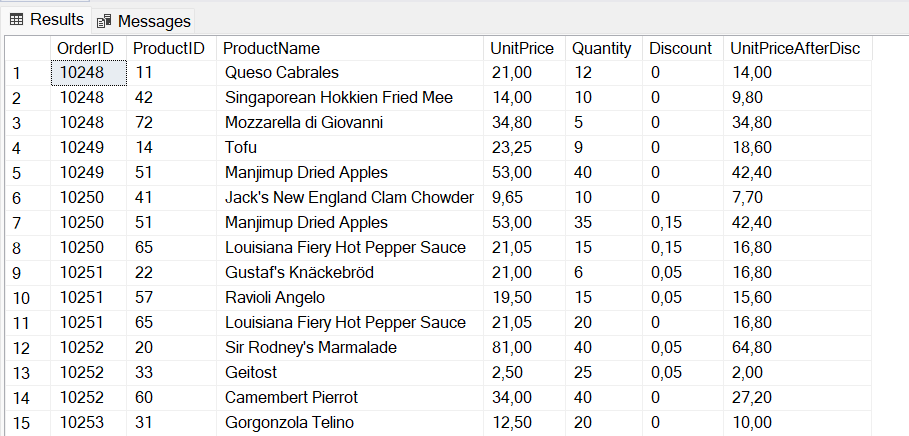 Results Messages
OrderID ProductID ProductName UnitPrice Quantity Discount UnitPriceAfterDisc
1 10248 11 Queso Cabrales 21,00 12 0 14,00
2 10248 42 Singaporean Hokkien Fried Mee 14,00 10 0 9,80
3 10248 72 Mozzarella di Giovanni 34,80 5 0 34,80
4 10249 14 Tofu 23,25 9 0 18,60
5 10249 51 Manjimup Dried Apples 53,00 40 0 42,40
6 10250 41 Jack's New England Clam Chowder 9,65 10 0 7,70
7 10250 51 Manjimup Dried Apples 53,00 35 0,15 42,40
8 10250 65 Louisiana Fiery Hot Pepper Sauce 21,05 15 0,15 16,80
9 10251 22 Gustaf's Knäckebröd 21,00 6 0,05 16,80
10 10251 57 Ravioli Angelo 19,50 15 0,05 15,60
11 10251 65 Louisiana Fiery Hot Pepper Sauce 21,05 20 0 16,80
12 10252 20 Sir Rodney's Marmalade 81,00 40 0,05 64,80
13 10252 33 Geitost 2,50 25 0,05 2,00
14 10252 60 Camembert Pierrot 34,00 40 0 27,20
15 10253 31 Gorgonzola Telino 12,50 20 0 10,00